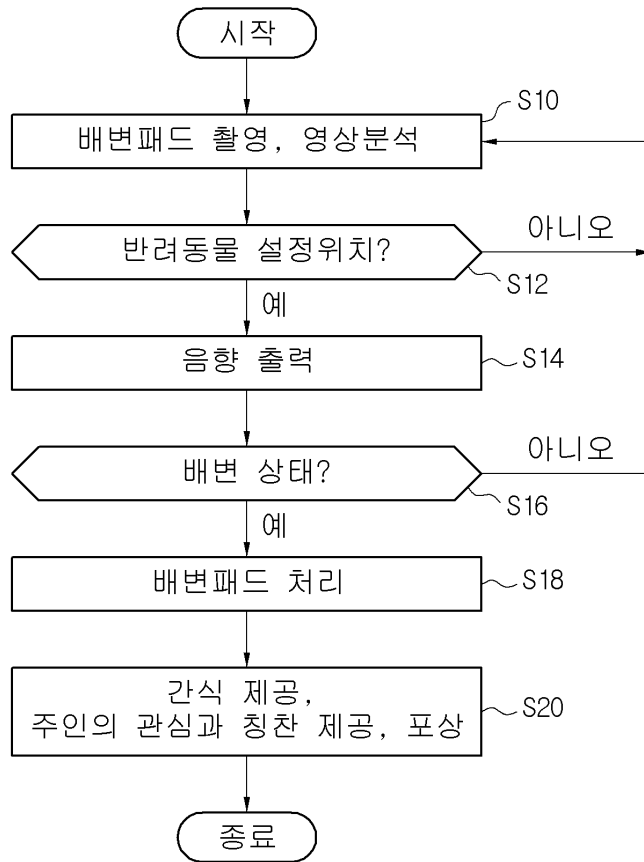 시작
S10
배변패드 촬영, 영상분석
아니오
반려동물 설정위치?
S12
예
음향 출력
S14
아니오
배변 상태?
S16
예
배변패드 처리
S18
간식 제공,
주인의 관심과 칭찬 제공, 포상
S20
종료